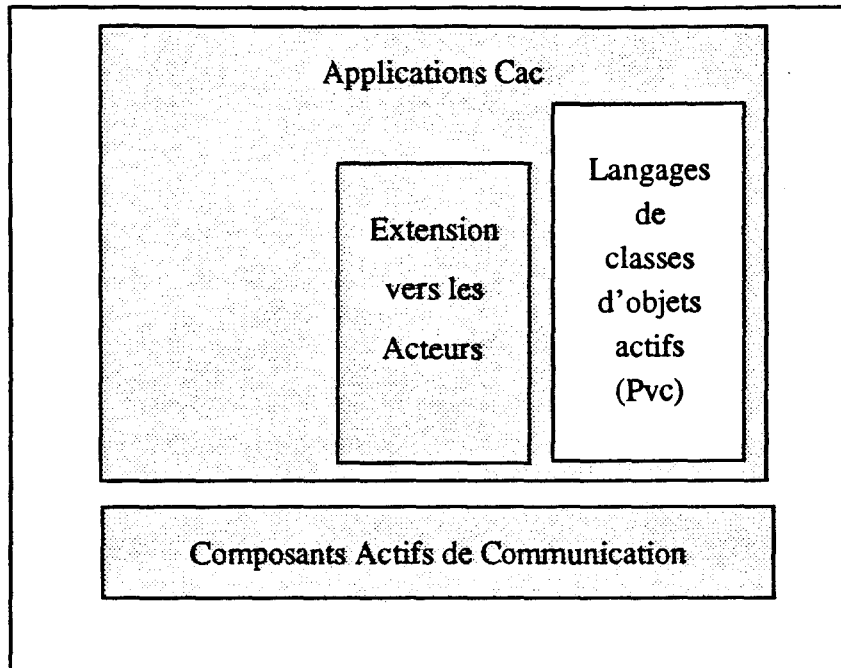 Applications Cac
Extension
vers les
Acteurs
Langages
de
classes
d'objets
actifs
(Pvc)
Composants Actifs de Communication